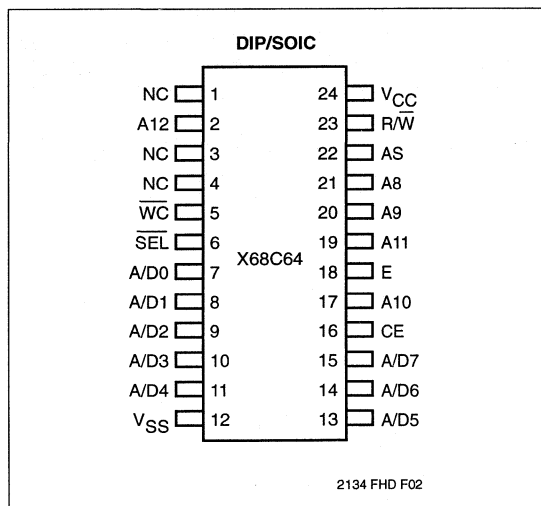 DIP/SOIC
NC 1 24 VCC
A12 2 23 R/W̅
NC 3 22 AS
NC 4 21 A8
W̅C̅ 5 20 A9
S̅E̅L̅ 6 19 A11
X68C64
A/D0 7 18 E
A/D1 8 17 A10
A/D2 9 16 CE
A/D3 10 15 A/D7
A/D4 11 14 A/D6
VSS 12 13 A/D5
2134 FHD F02